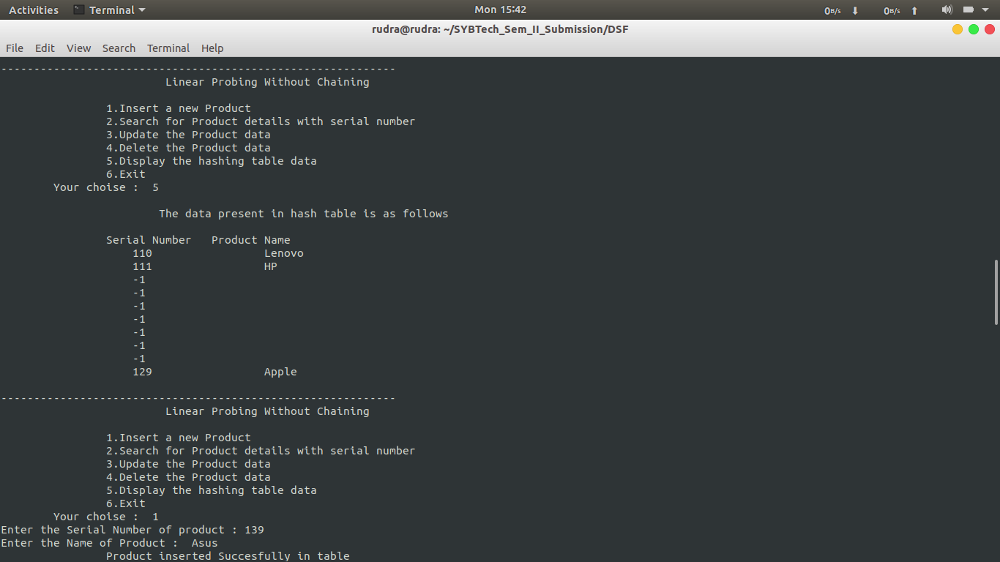 Activities Terminal Mon 15:42 0B/s 0B/s
rudra@rudra: ~/SYBTech_Sem_II_Submission/DSF
File Edit View Search Terminal Help
------------------------------------------------------------
Linear Probing Without Chaining
1.Insert a new Product
2.Search for Product details with serial number
3.Update the Product data
4.Delete the Product data
5.Display the hashing table data
6.Exit
Your choise : 5
The data present in hash table is as follows
Serial Number Product Name
110 Lenovo
111 HP
-1
-1
-1
-1
-1
-1
-1
129 Apple
------------------------------------------------------------
Linear Probing Without Chaining
1.Insert a new Product
2.Search for Product details with serial number
3.Update the Product data
4.Delete the Product data
5.Display the hashing table data
6.Exit
Your choise : 1
Enter the Serial Number of product : 139
Enter the Name of Product : Asus
Product inserted Succesfully in table